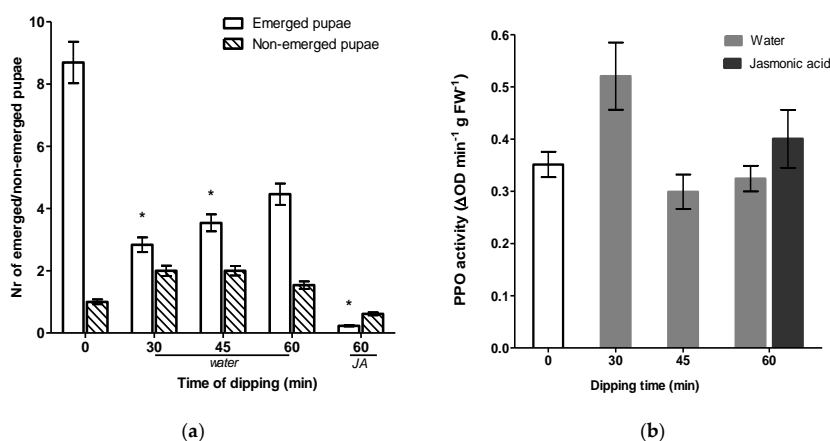 Nr of emerged/non-emerged pupae
10
8
6
4
2
0
Emerged pupae
Non-emerged pupae
*
*
*
0 30 45 60 60
water JA
Time of dipping (min)
(a)
PPO activity (ΔOD min⁻¹ g FW⁻¹)
0.6
0.5
0.4
0.3
0.2
0.1
0.0
Water
Jasmonic acid
0 30 45 60
Dipping time (min)
(b)